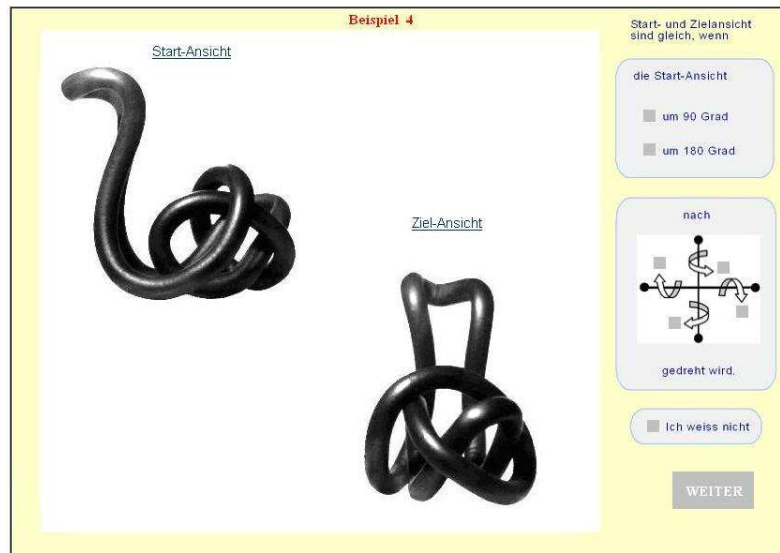 Beispiel 4
Start-Ansicht
Ziel-Ansicht
Start- und Zielansicht
sind gleich, wenn
die Start-Ansicht
um 90 Grad
um 180 Grad
nach
gedreht wird.
Ich weiss nicht
WEITER